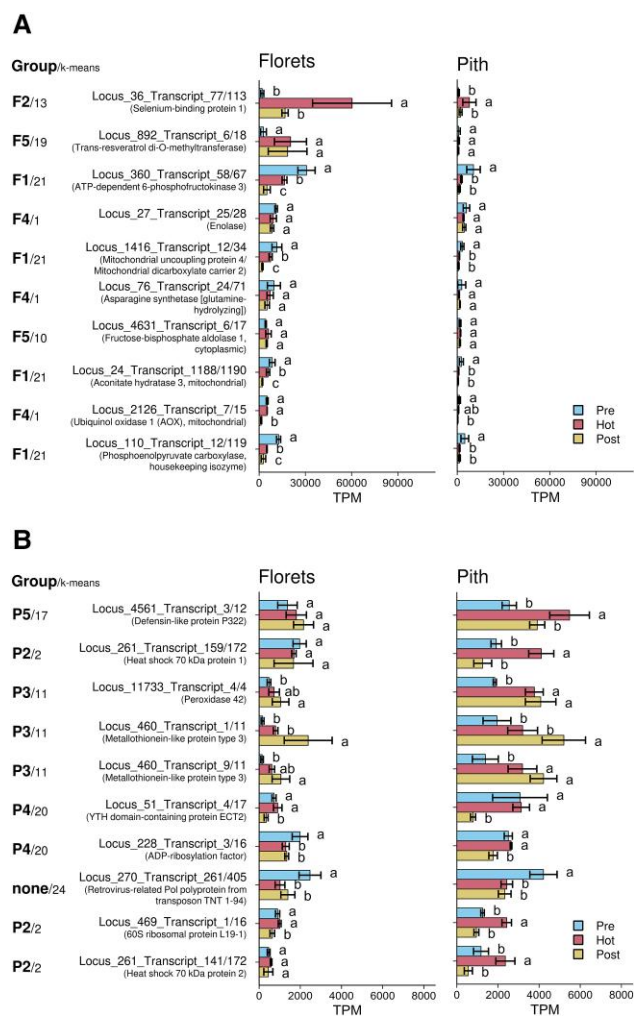 A
Group/k-means
Florets
Pith
F2/13
Locus_36_Transcript_77/113
(Selenium-binding protein 1)
b
a
b
b
a
b
F5/19
Locus_892_Transcript_6/18
(Trans-resveratrol di-O-methyltransferase)
a
a
a
a
a
a
F1/21
Locus_360_Transcript_58/67
(ATP-dependent 6-phosphofructokinase 3)
a
b
c
a
b
b
F4/1
Locus_27_Transcript_25/28
(Enolase)
a
a
a
a
a
a
F1/21
Locus_1416_Transcript_12/34
(Mitochondrial uncoupling protein 4/
Mitochondrial dicarboxylate carrier 2)
a
b
c
a
b
b
F4/1
Locus_76_Transcript_24/71
(Asparagine synthetase [glutamine-
hydrolyzing])
a
a
a
a
a
a
F5/10
Locus_4631_Transcript_6/17
(Fructose-bisphosphate aldolase 1,
cytoplasmic)
a
a
a
a
a
a
F1/21
Locus_24_Transcript_1188/1190
(Aconitate hydratase 3, mitochondrial)
a
b
c
a
b
b
F4/1
Locus_2126_Transcript_7/15
(Ubiquinol oxidase 1 (AOX), mitochondrial)
a
a
b
a
ab
b
F1/21
Locus_110_Transcript_12/119
(Phosphoenolpyruvate carboxylase,
housekeeping isozyme)
a
b
c
a
b
b
Pre
Hot
Post
0 30000 60000 90000
TPM
0 30000 60000 90000
TPM
B
Group/k-means
Florets
Pith
P5/17
Locus_4561_Transcript_3/12
(Defensin-like protein P322)
a
a
a
b
a
b
P2/2
Locus_261_Transcript_159/172
(Heat shock 70 kDa protein 1)
a
a
a
b
a
b
P3/11
Locus_11733_Transcript_4/4
(Peroxidase 42)
b
ab
a
b
a
a
P3/11
Locus_460_Transcript_1/11
(Metallothionein-like protein type 3)
b
b
a
b
b
a
P3/11
Locus_460_Transcript_9/11
(Metallothionein-like protein type 3)
b
ab
a
b
a
a
P4/20
Locus_51_Transcript_4/17
(YTH domain-containing protein ECT2)
a
a
b
a
a
b
P4/20
Locus_228_Transcript_3/16
(ADP-ribosylation factor)
a
b
b
a
a
b
none/24
Locus_270_Transcript_261/405
(Retrovirus-related Pol polyprotein from
transposon TNT 1-94)
a
b
b
a
b
b
P2/2
Locus_469_Transcript_1/16
(60S ribosomal protein L19-1)
a
a
b
b
a
b
P2/2
Locus_261_Transcript_141/172
(Heat shock 70 kDa protein 2)
a
a
a
b
a
b
Pre
Hot
Post
0 2000 4000 6000 8000
TPM
0 2000 4000 6000 8000
TPM